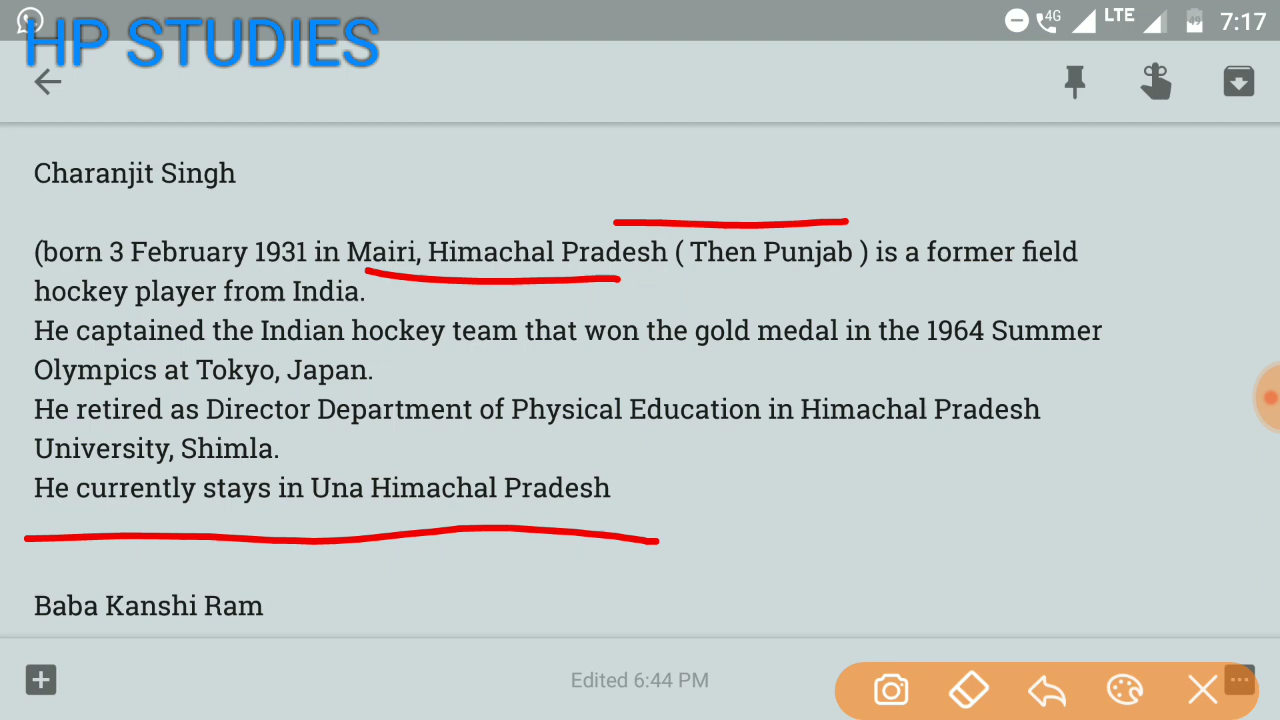 HP STUDIES
4G LTE 49 7:17
Charanjit Singh
(born 3 February 1931 in Mairi, Himachal Pradesh ( Then Punjab ) is a former field
hockey player from India.
He captained the Indian hockey team that won the gold medal in the 1964 Summer
Olympics at Tokyo, Japan.
He retired as Director Department of Physical Education in Himachal Pradesh
University, Shimla.
He currently stays in Una Himachal Pradesh
Baba Kanshi Ram
Edited 6:44 PM